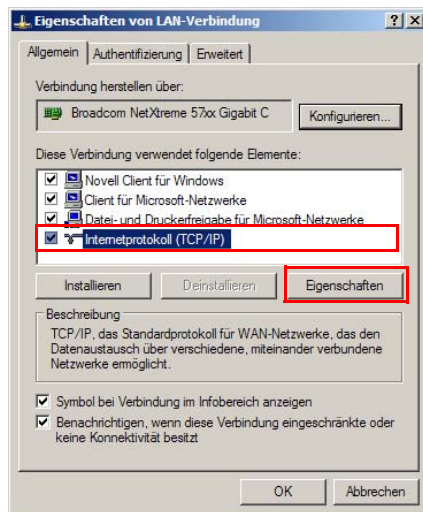 Eigenschaften von LAN-Verbindung
Allgemein Authentifizierung Erweitert
Verbindung herstellen über:
Broadcom NetXtreme 57xx Gigabit C Konfigurieren...
Diese Verbindung verwendet folgende Elemente:
Novell Client für Windows
Client für Microsoft-Netzwerke
Datei- und Druckerfreigabe für Microsoft-Netzwerke
Internetprotokoll (TCP/IP)
Installieren Deinstallieren Eigenschaften
Beschreibung
TCP/IP, das Standardprotokoll für WAN-Netzwerke, das den
Datenaustausch über verschiedene, miteinander verbundene
Netzwerke ermöglicht.
Symbol bei Verbindung im Infobereich anzeigen
Benachrichtigen, wenn diese Verbindung eingeschränkte oder
keine Konnektivität besitzt
OK Abbrechen